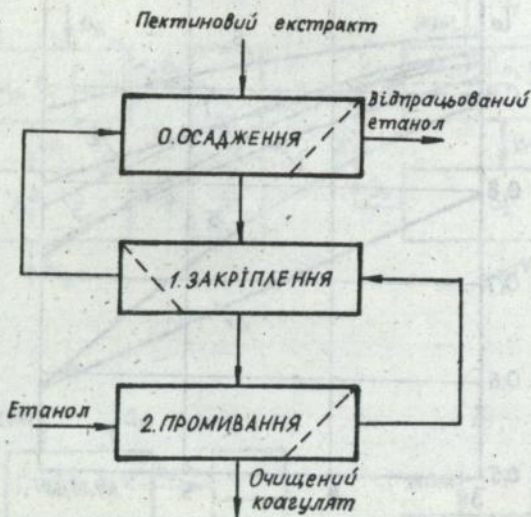 Пектиновий екстракт
Відпрацьований
етанол
0. ОСАДЖЕННЯ
1. ЗАКРІПЛЕННЯ
Етанол
2. ПРОМИВАННЯ
Очищений
коагулят